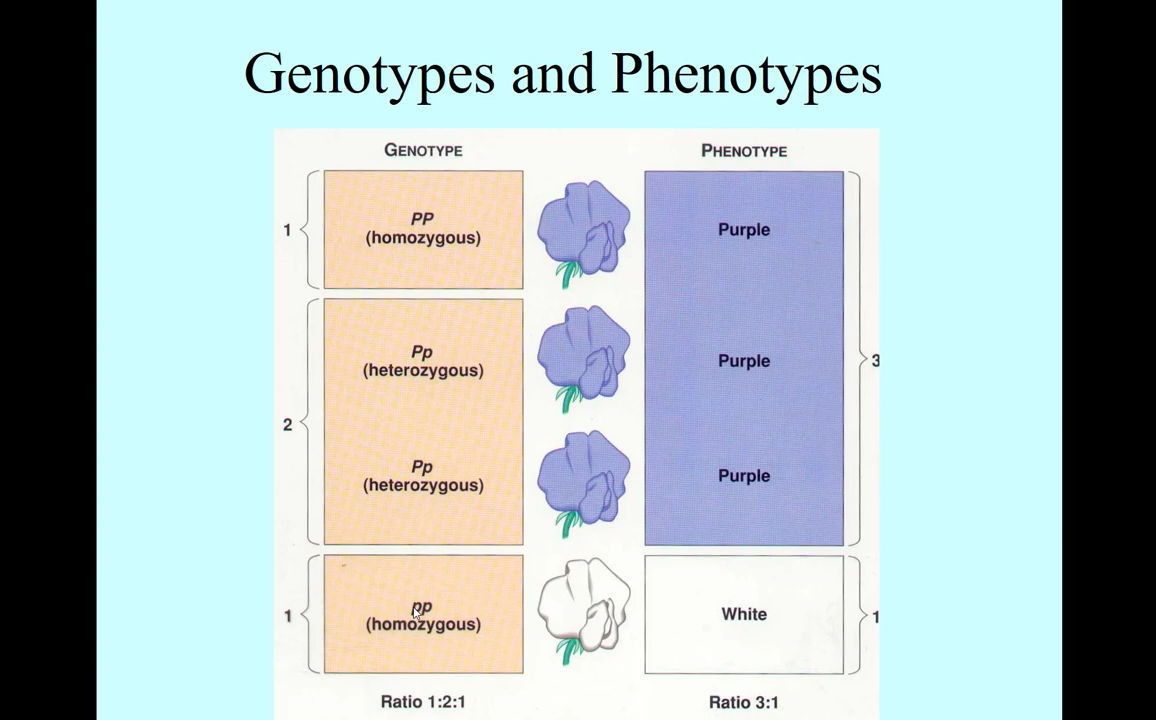 Genotypes and Phenotypes
GENOTYPE
PHENOTYPE
1
PP
(homozygous)
Purple
2
Pp
(heterozygous)
Purple
3
Pp
(heterozygous)
Purple
1
pp
(homozygous)
White
1
Ratio 1:2:1
Ratio 3:1